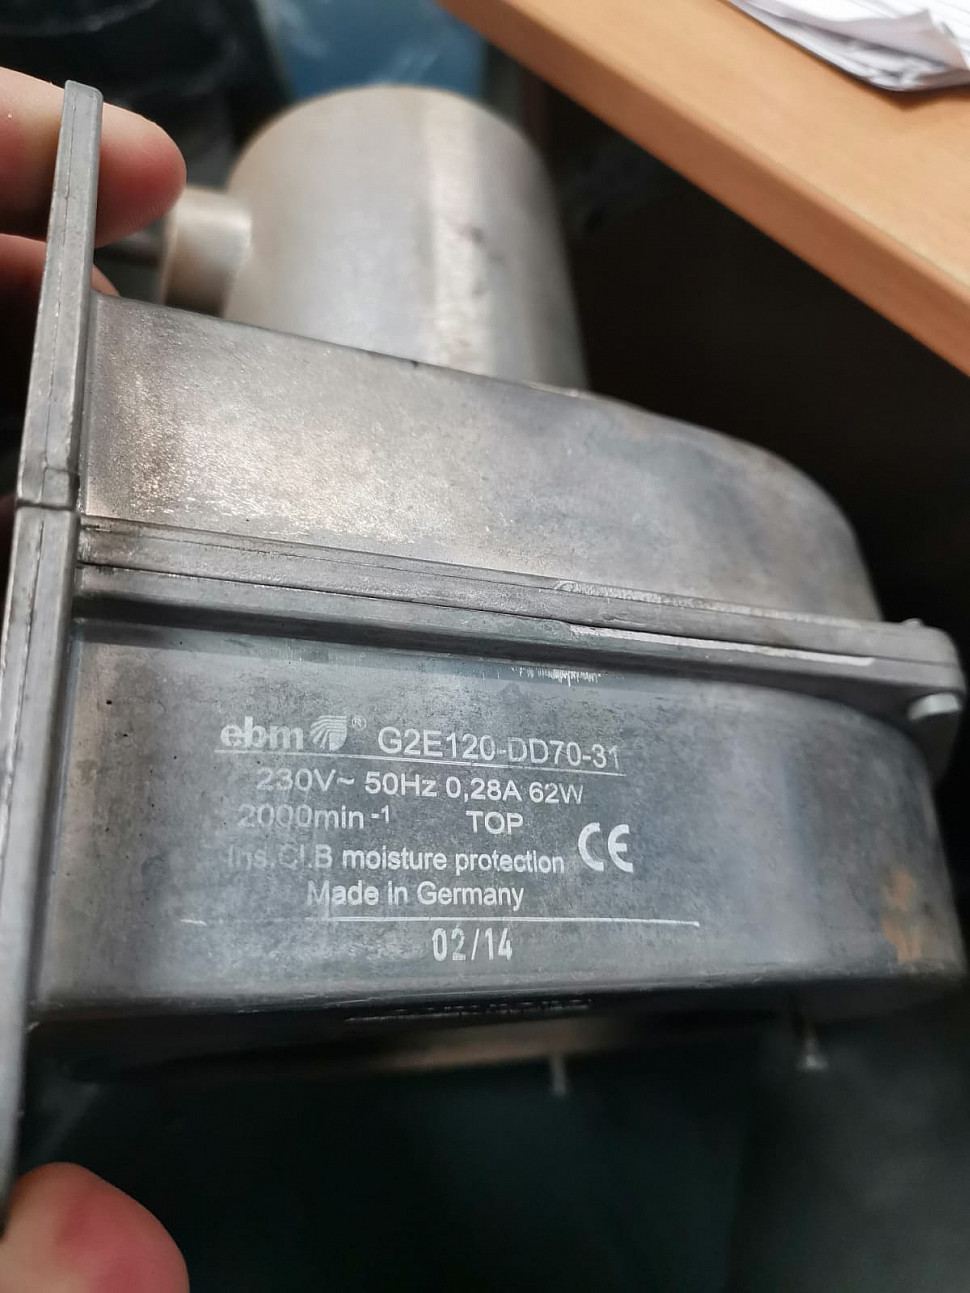 ebm ® G2E120-DD70-31
230V~ 50Hz 0,28A 62W
2000min-1 TOP
Ins.Cl.B moisture protection CE
Made in Germany
02/14